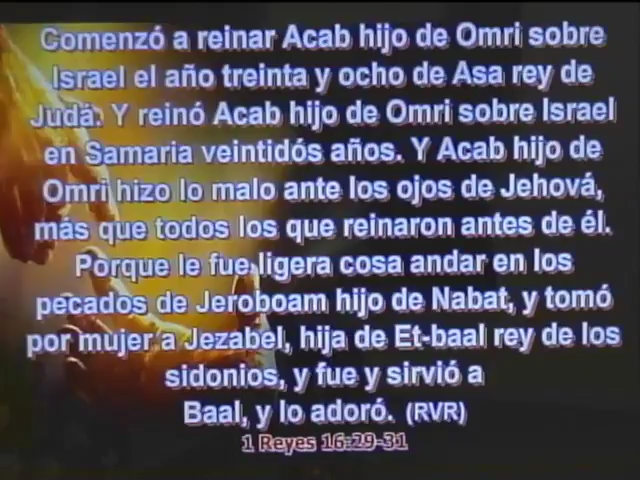 Comenzó a reinar Acab hijo de Omri sobre
Israel el año treinta y ocho de Asa rey de
Judá. Y reinó Acab hijo de Omri sobre Israel
en Samaria veintidós años. Y Acab hijo de
Omri hizo lo malo ante los ojos de Jehová,
más que todos los que reinaron antes de él.
Porque le fue ligera cosa andar en los
pecados de Jeroboam hijo de Nabat, y tomó
por mujer a Jezabel, hija de Et-baal rey de los
sidonios, y fue y sirvió a
Baal, y lo adoró. (RVR)
1 Reyes 16:29-31